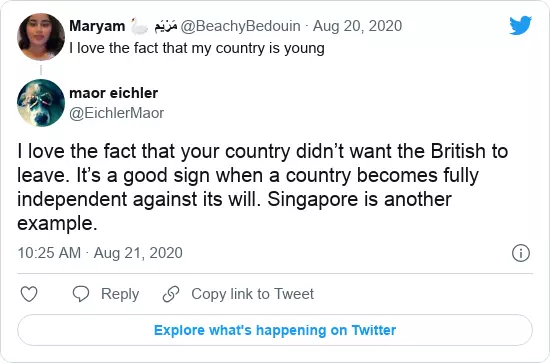 Maryam 🦢 مَرْيَم @BeachyBedouin · Aug 20, 2020
I love the fact that my country is young
maor eichler
@EichlerMaor
I love the fact that your country didn’t want the British to
leave. It’s a good sign when a country becomes fully
independent against its will. Singapore is another
example.
10:25 AM · Aug 21, 2020
Reply Copy link to Tweet
Explore what's happening on Twitter